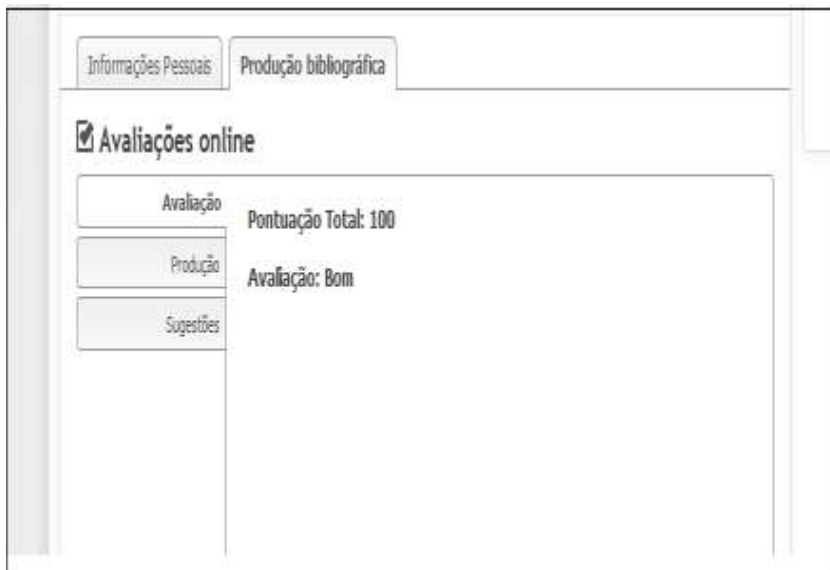 Informações Pessoais
Produção bibliográfica
Avaliações online
Avaliação
Pontuação Total: 100
Produção
Avaliação: Bom
Sugestões